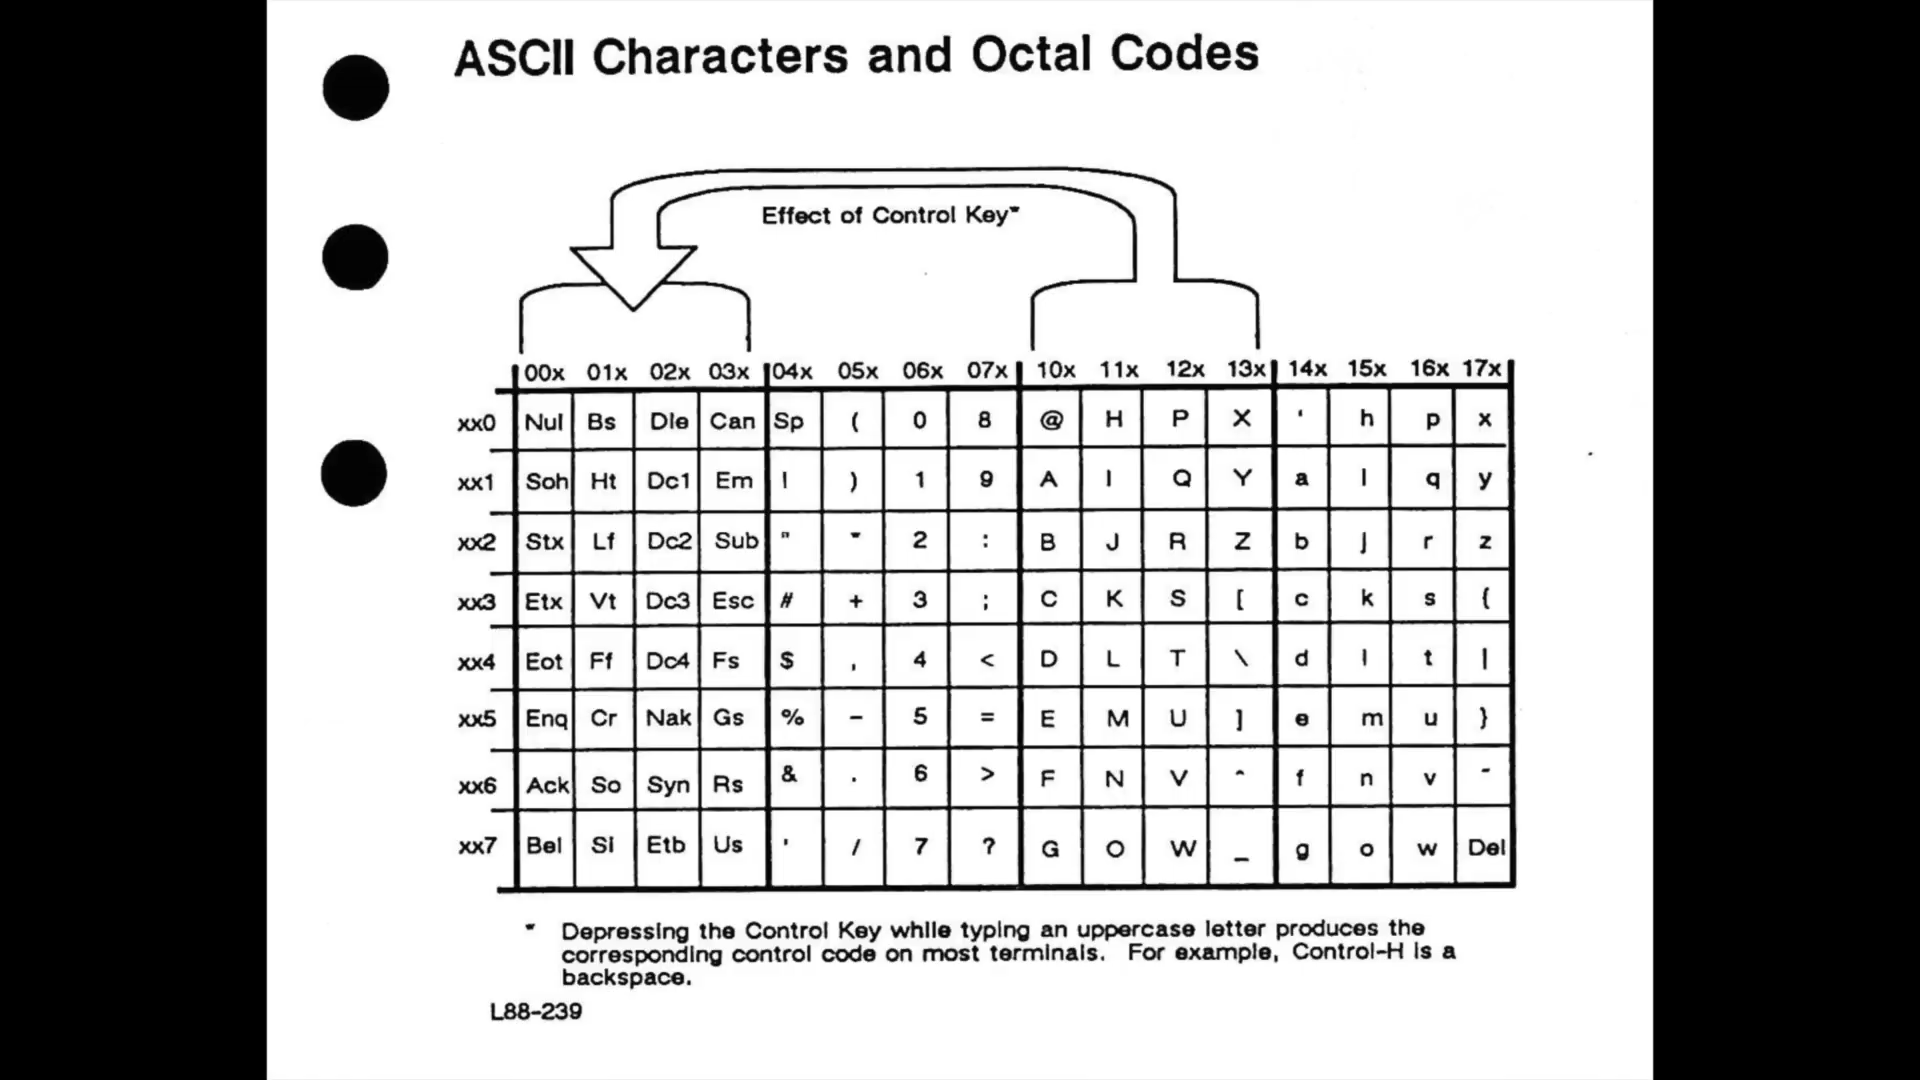 ASCII Characters and Octal Codes
Effect of Control Key*
00x 01x 02x 03x 04x 05x 06x 07x 10x 11x 12x 13x 14x 15x 16x 17x
xx0 Nul Bs Dle Can Sp ( 0 8 @ H P X ' h p x
xx1 Soh Ht Dc1 Em ! ) 1 9 A I Q Y a i q y
xx2 Stx Lf Dc2 Sub " * 2 : B J R Z b j r z
xx3 Etx Vt Dc3 Esc # + 3 ; C K S [ c k s {
xx4 Eot Ff Dc4 Fs $ , 4 < D L T \ d l t |
xx5 Enq Cr Nak Gs % - 5 = E M U ] e m u }
xx6 Ack So Syn Rs & . 6 > F N V ^ f n v ~
xx7 Bel Si Etb Us ' / 7 ? G O W _ g o w Del
* Depressing the Control Key while typing an uppercase letter produces the
corresponding control code on most terminals. For example, Control-H is a
backspace.
L88-239